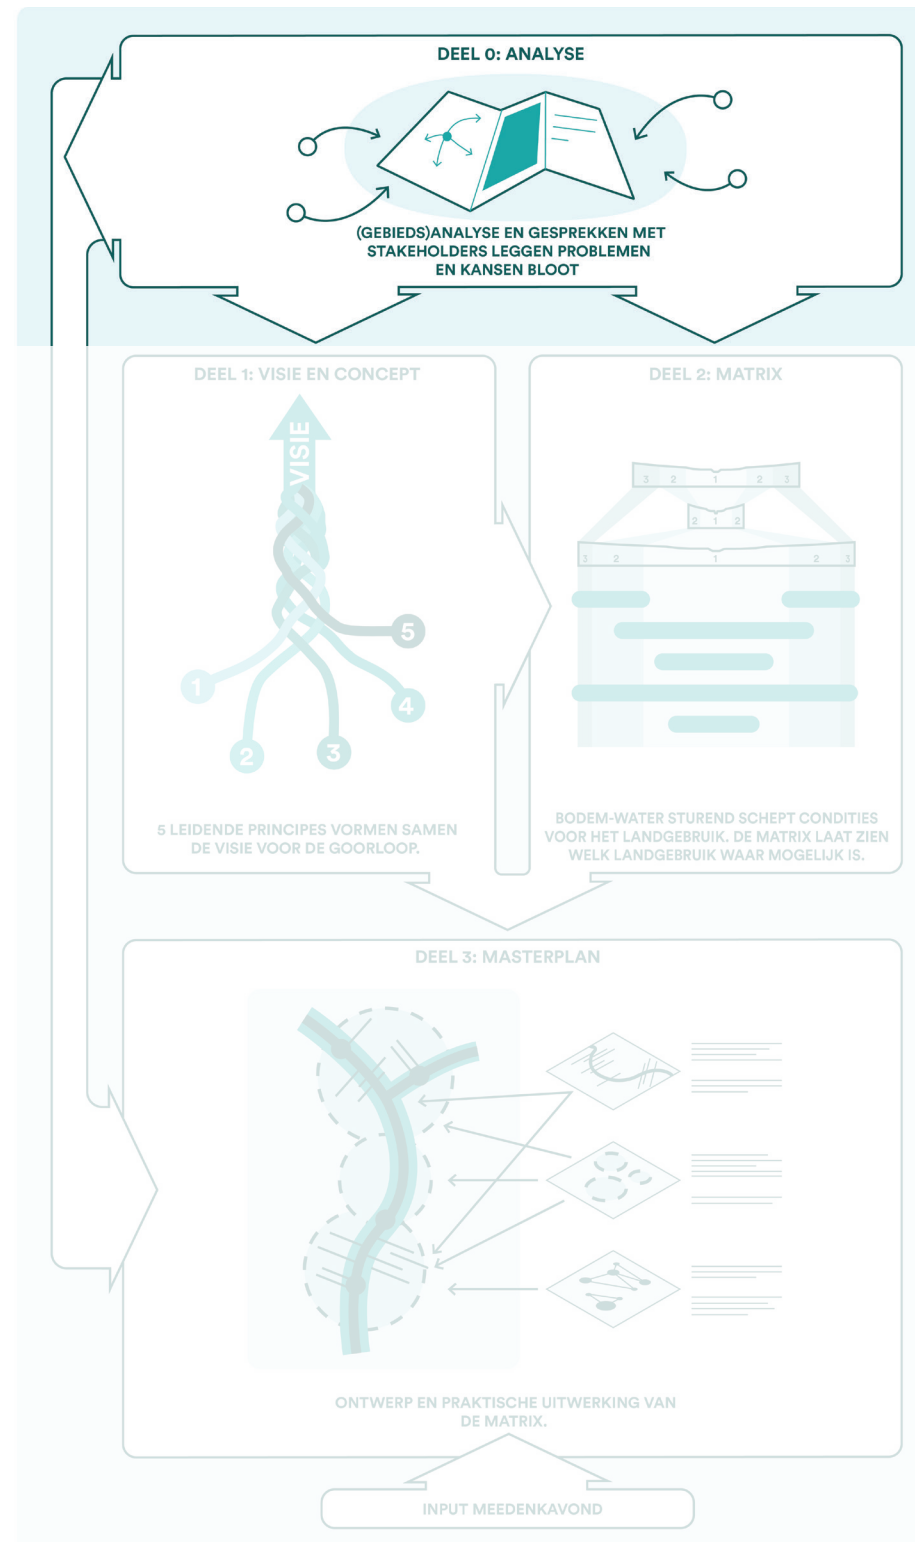 DEEL 0: ANALYSE
(GEBIEDS)ANALYSE EN GESPREKKEN MET
STAKEHOLDERS LEGGEN PROBLEMEN
EN KANSEN BLOOT
DEEL 1: VISIE EN CONCEPT
VISIE
5
1
4
2
3
5 LEIDENDE PRINCIPES VORMEN SAMEN
DE VISIE VOOR DE GOORLOOP.
DEEL 2: MATRIX
3 2 1 2 3
2 1 2
3 2 1 2 3
BODEM-WATER STUREND SCHEPT CONDITIES
VOOR HET LANDGEBRUIK. DE MATRIX LAAT ZIEN
WELK LANDGEBRUIK WAAR MOGELIJK IS.
DEEL 3: MASTERPLAN
ONTWERP EN PRAKTISCHE UITWERKING VAN
DE MATRIX.
INPUT MEEDENKAVOND